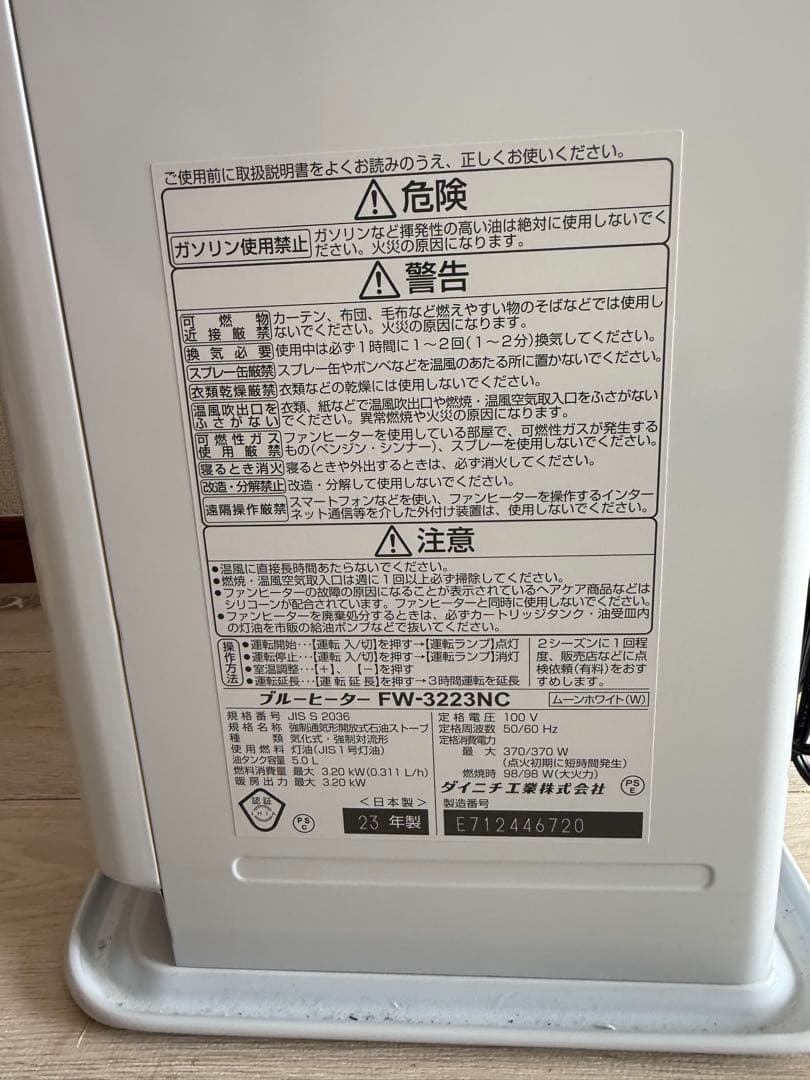 ご使用前に取扱説明書をよくお読みのうえ、正しくお使いください。
危険
ガソリン使用禁止 ガソリンなど揮発性の高い油は絶対に使用しないでください。火災の原因になります。
警告
可燃物近接厳禁 カーテン、布団、毛布など燃えやすい物のそばなどでは使用しないでください。火災の原因になります。
換気必要 使用中は必ず1時間に1~2回(1~2分)換気してください。
スプレー缶厳禁 スプレー缶やボンベなどを温風のあたる所に置かないでください。
衣類乾燥厳禁 衣類などの乾燥には使用しないでください。
温風吹出口をふさがない 衣類、紙などで温風吹出口や燃焼・温風空気取入口をふさがないでください。異常燃焼や火災の原因になります。
可燃性ガス使用厳禁 ファンヒーターを使用している部屋で、可燃性ガスが発生するもの(ベンジン・シンナー)、スプレーを使用しないでください。
寝るとき消火 寝るときや外出するときは、必ず消火してください。
改造・分解禁止 改造・分解して使用しないでください。
遠隔操作厳禁 スマートフォンなどを使い、ファンヒーターを操作するインターネット通信等を介した外付け装置は、使用しないでください。
注意
●温風に直接長時間あたらないでください。
●燃焼・温風空気取入口は週に1回以上必ず掃除してください。
●ファンヒーターの故障の原因になることが表示されているヘアケア商品などは
シリコーンが配合されています。ファンヒーターと同時に使用しないでください。
●ファンヒーターを廃棄処分するときは、必ずカートリッジタンク・油受皿内
の灯油を市販の給油ポンプなどで抜いてください。
操作方法
●運転開始…【運転 入/切】を押す→【運転ランプ】点灯
●運転停止…【運転 入/切】を押す→【運転ランプ】消灯
●室温調整…【+】、【-】を押す
●運転延長…【運転延長】を押す→3時間運転を延長
2シーズンに1回程
度、販売店などに点
検依頼(有料)をおす
すめします。
ブルーヒーター FW-3223NC ムーンホワイト(W)
規格番号 JIS S 2036
規格名称 強制通気形開放式石油ストーブ
種類 気化式・強制対流形
使用燃料 灯油(JIS1号灯油)
油タンク容量 5.0L
燃料消費量 最大 3.20kW(0.311L/h)
暖房出力 最大 3.20kW
定格電圧 100V
定格周波数 50/60Hz
定格消費電力
最大 370/370W
(点火初期に短時間発生)
燃焼時 98/98W(大火力)
ダイニチ工業株式会社 PSE
認証 JHIA PSC
<日本製>
23年製
製造番号
E712446720